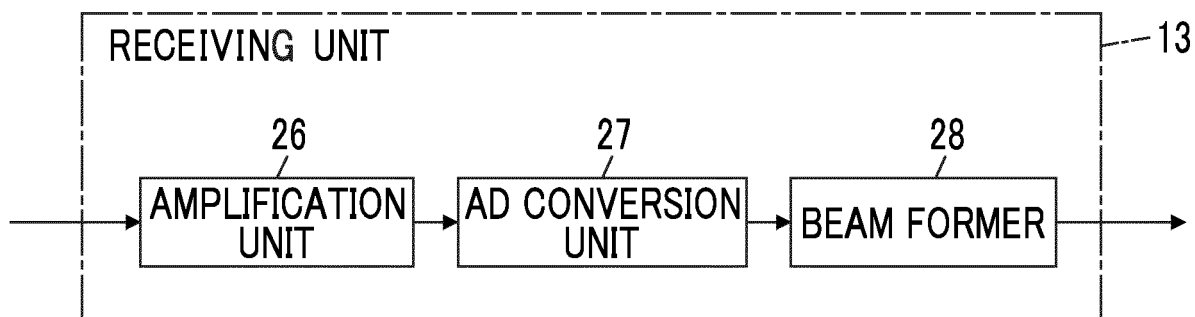 RECEIVING UNIT
13
26
27
28
AMPLIFICATION
UNIT
AD CONVERSION
UNIT
BEAM FORMER